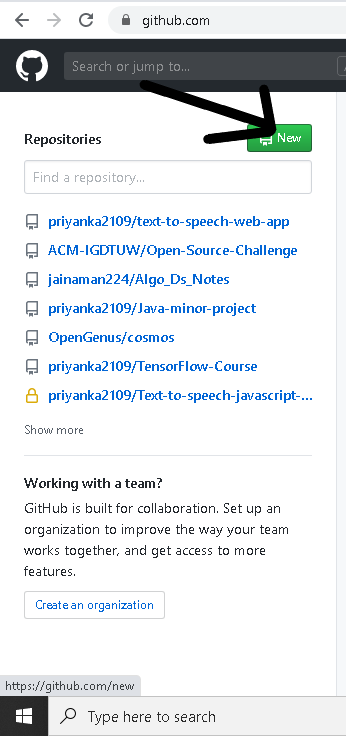 github.com
Search or jump to...
Repositories
New
Find a repository...
priyanka2109/text-to-speech-web-app
ACM-IGDTUW/Open-Source-Challenge
jainaman224/Algo_Ds_Notes
priyanka2109/Java-minor-project
OpenGenus/cosmos
priyanka2109/TensorFlow-Course
priyanka2109/Text-to-speech-javascript-...
Show more
Working with a team?
GitHub is built for collaboration. Set up an
organization to improve the way your team
works together, and get access to more
features.
Create an organization
https://github.com/new
Type here to search